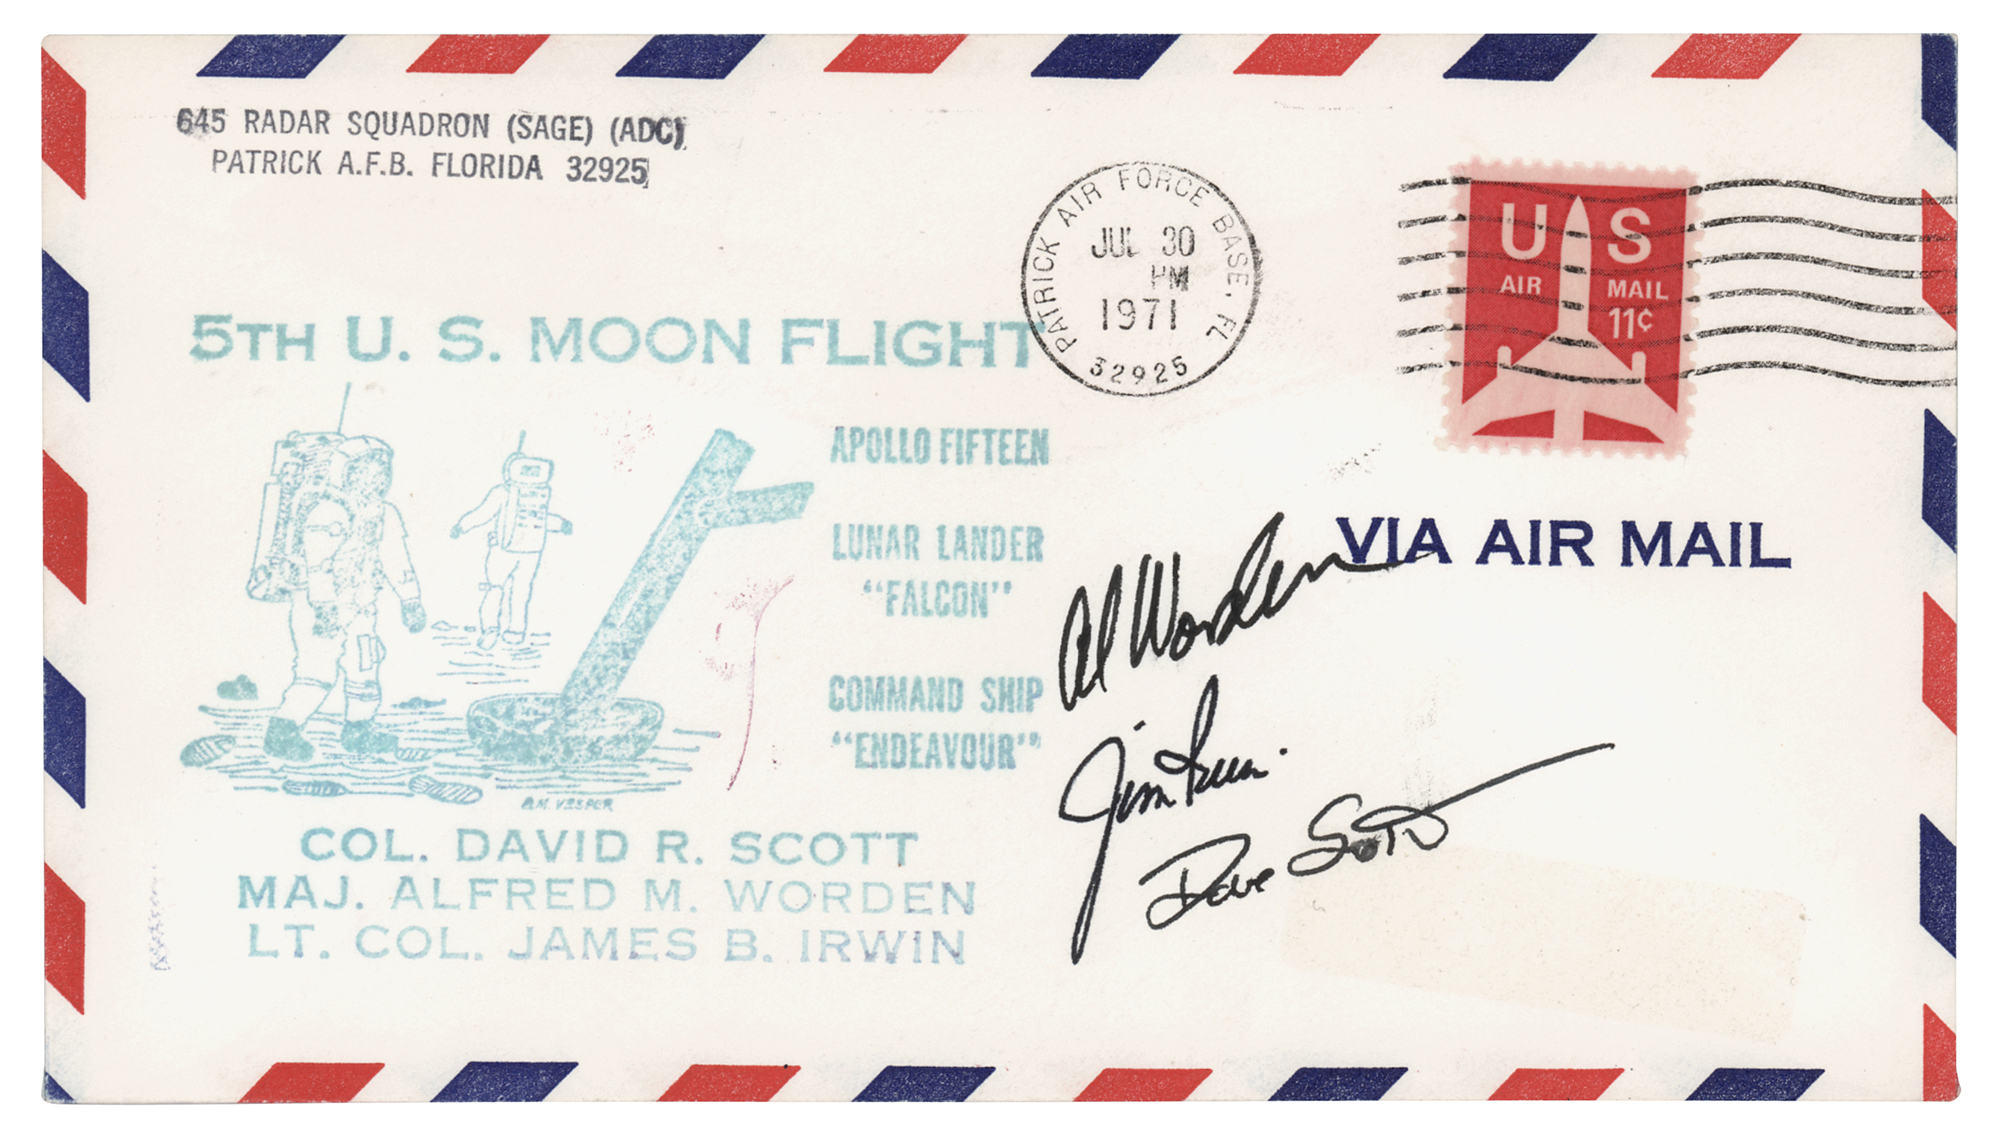 645 RADAR SQUADRON (SAGE) (ADC)
PATRICK A.F.B. FLORIDA 32925
PATRICK AIR FORCE BASE, FL
JUL 30
PM
1971
32925
U S
AIR MAIL
11¢
5TH U. S. MOON FLIGHT
APOLLO FIFTEEN
LUNAR LANDER
"FALCON"
COMMAND SHIP
"ENDEAVOUR"
VESPER
VIA AIR MAIL
Al Worden
Jim Irwin
Dave Scott
COL. DAVID R. SCOTT
MAJ. ALFRED M. WORDEN
LT. COL. JAMES B. IRWIN